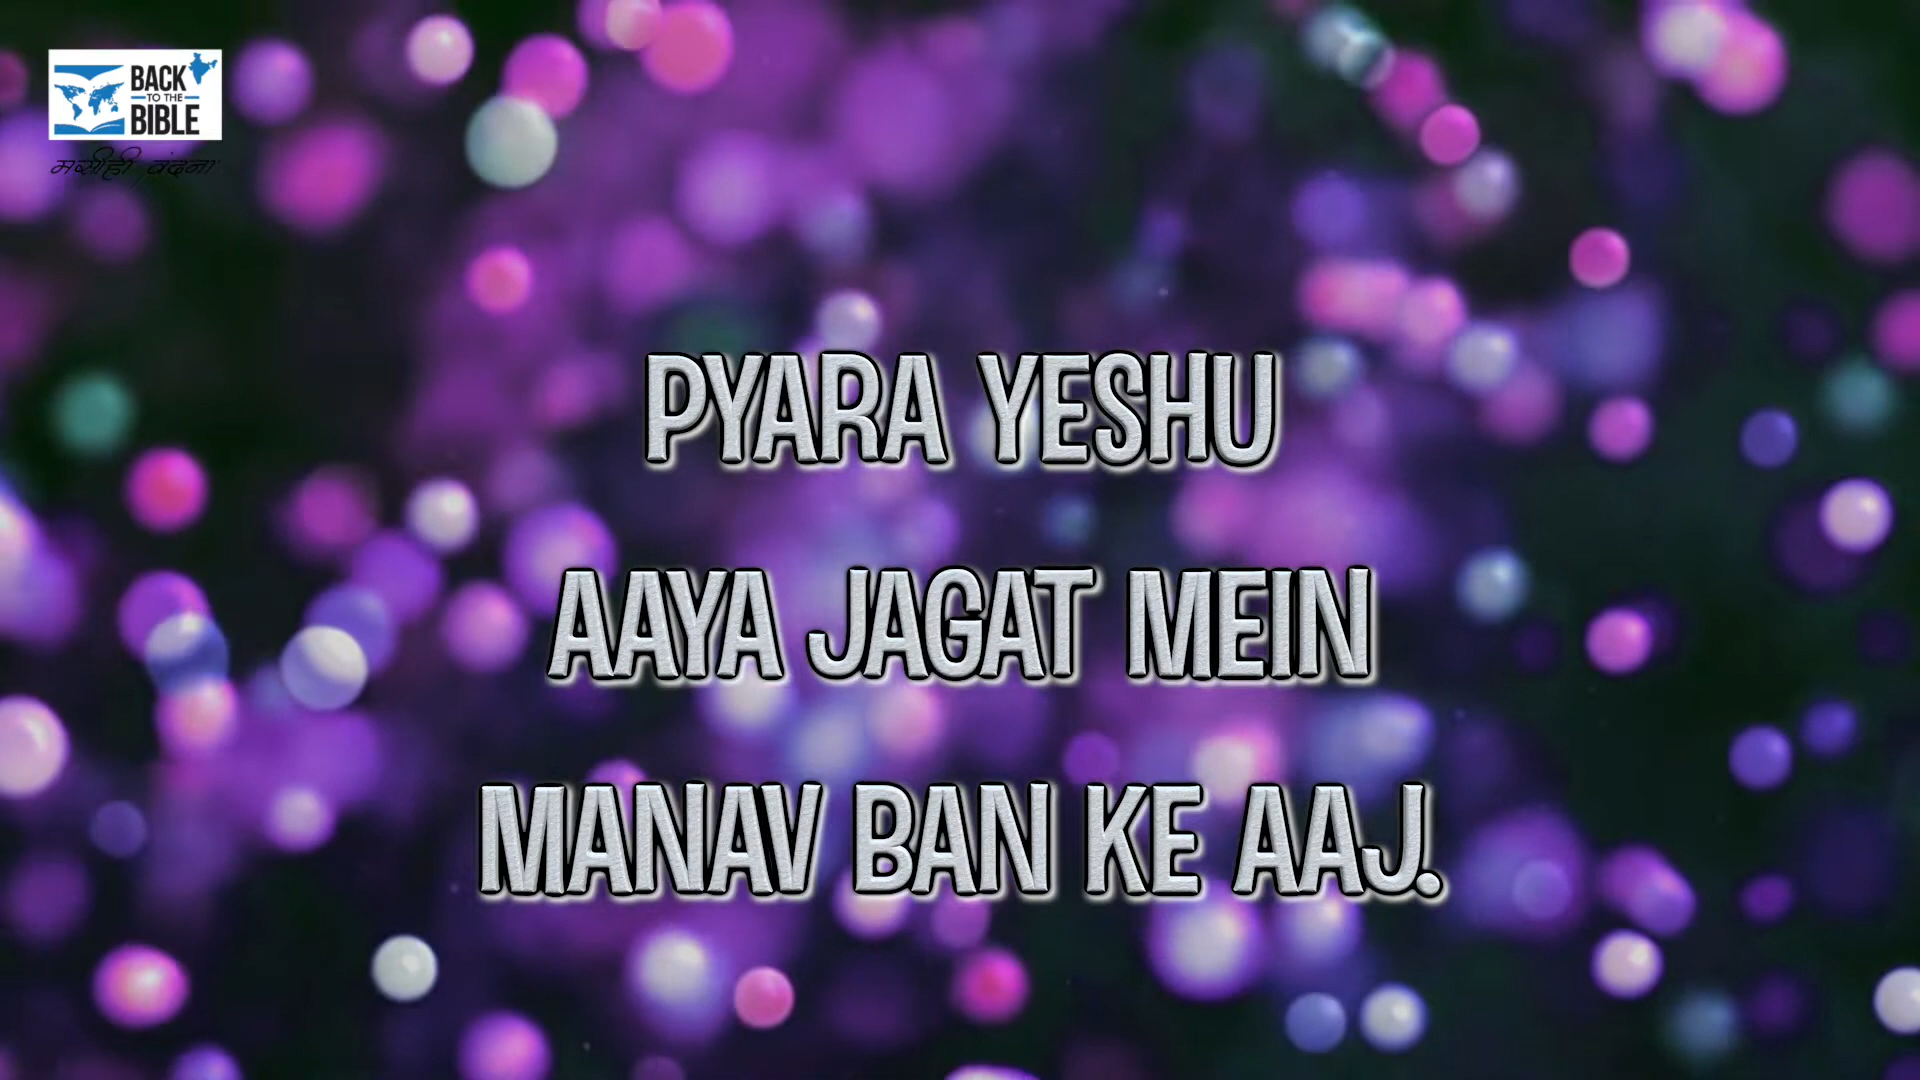 BACK
TO THE
BIBLE
मसीही वंदना
PYARA YESHU
AAYA JAGAT MEIN
MANAV BAN KE AAJ.